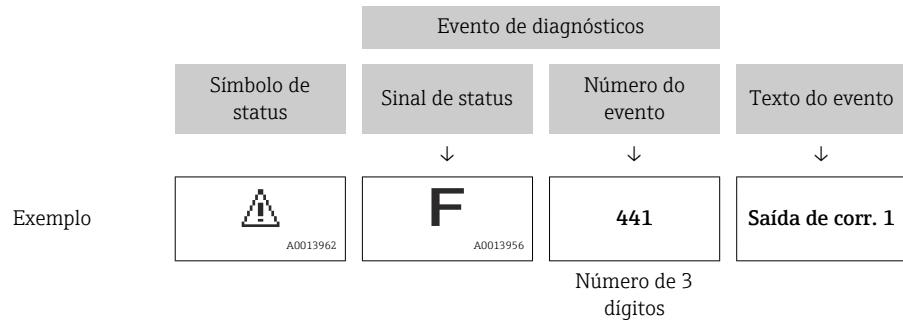 Evento de diagnósticos
Símbolo de
status
Sinal de status
Número do
evento
Texto do evento
↓ ↓ ↓
Exemplo
A0013962
F
A0013956
441
Saída de corr. 1
Número de 3
dígitos